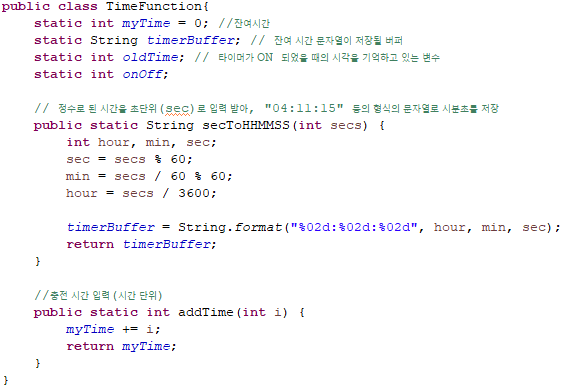 public class TimeFunction{
    static int myTime = 0; //잔여시간
    static String timerBuffer; // 잔여 시간 문자열이 저장될 버퍼
    static int oldTime; // 타이머가 ON 되었을 때의 시각을 기억하고 있는 변수
    static int onOff;
    // 정수로 된 시간을 초단위(sec)로 입력 받아, "04:11:15" 등의 형식의 문자열로 시분초를 저장
    public static String secToHHMMSS(int secs) {
        int hour, min, sec;
        sec = secs % 60;
        min = secs / 60 % 60;
        hour = secs / 3600;
        timerBuffer = String.format("%02d:%02d:%02d", hour, min, sec);
        return timerBuffer;
    }
    //충전 시간 입력 (시간 단위)
    public static int addTime(int i) {
        myTime += i;
        return myTime;
    }
}